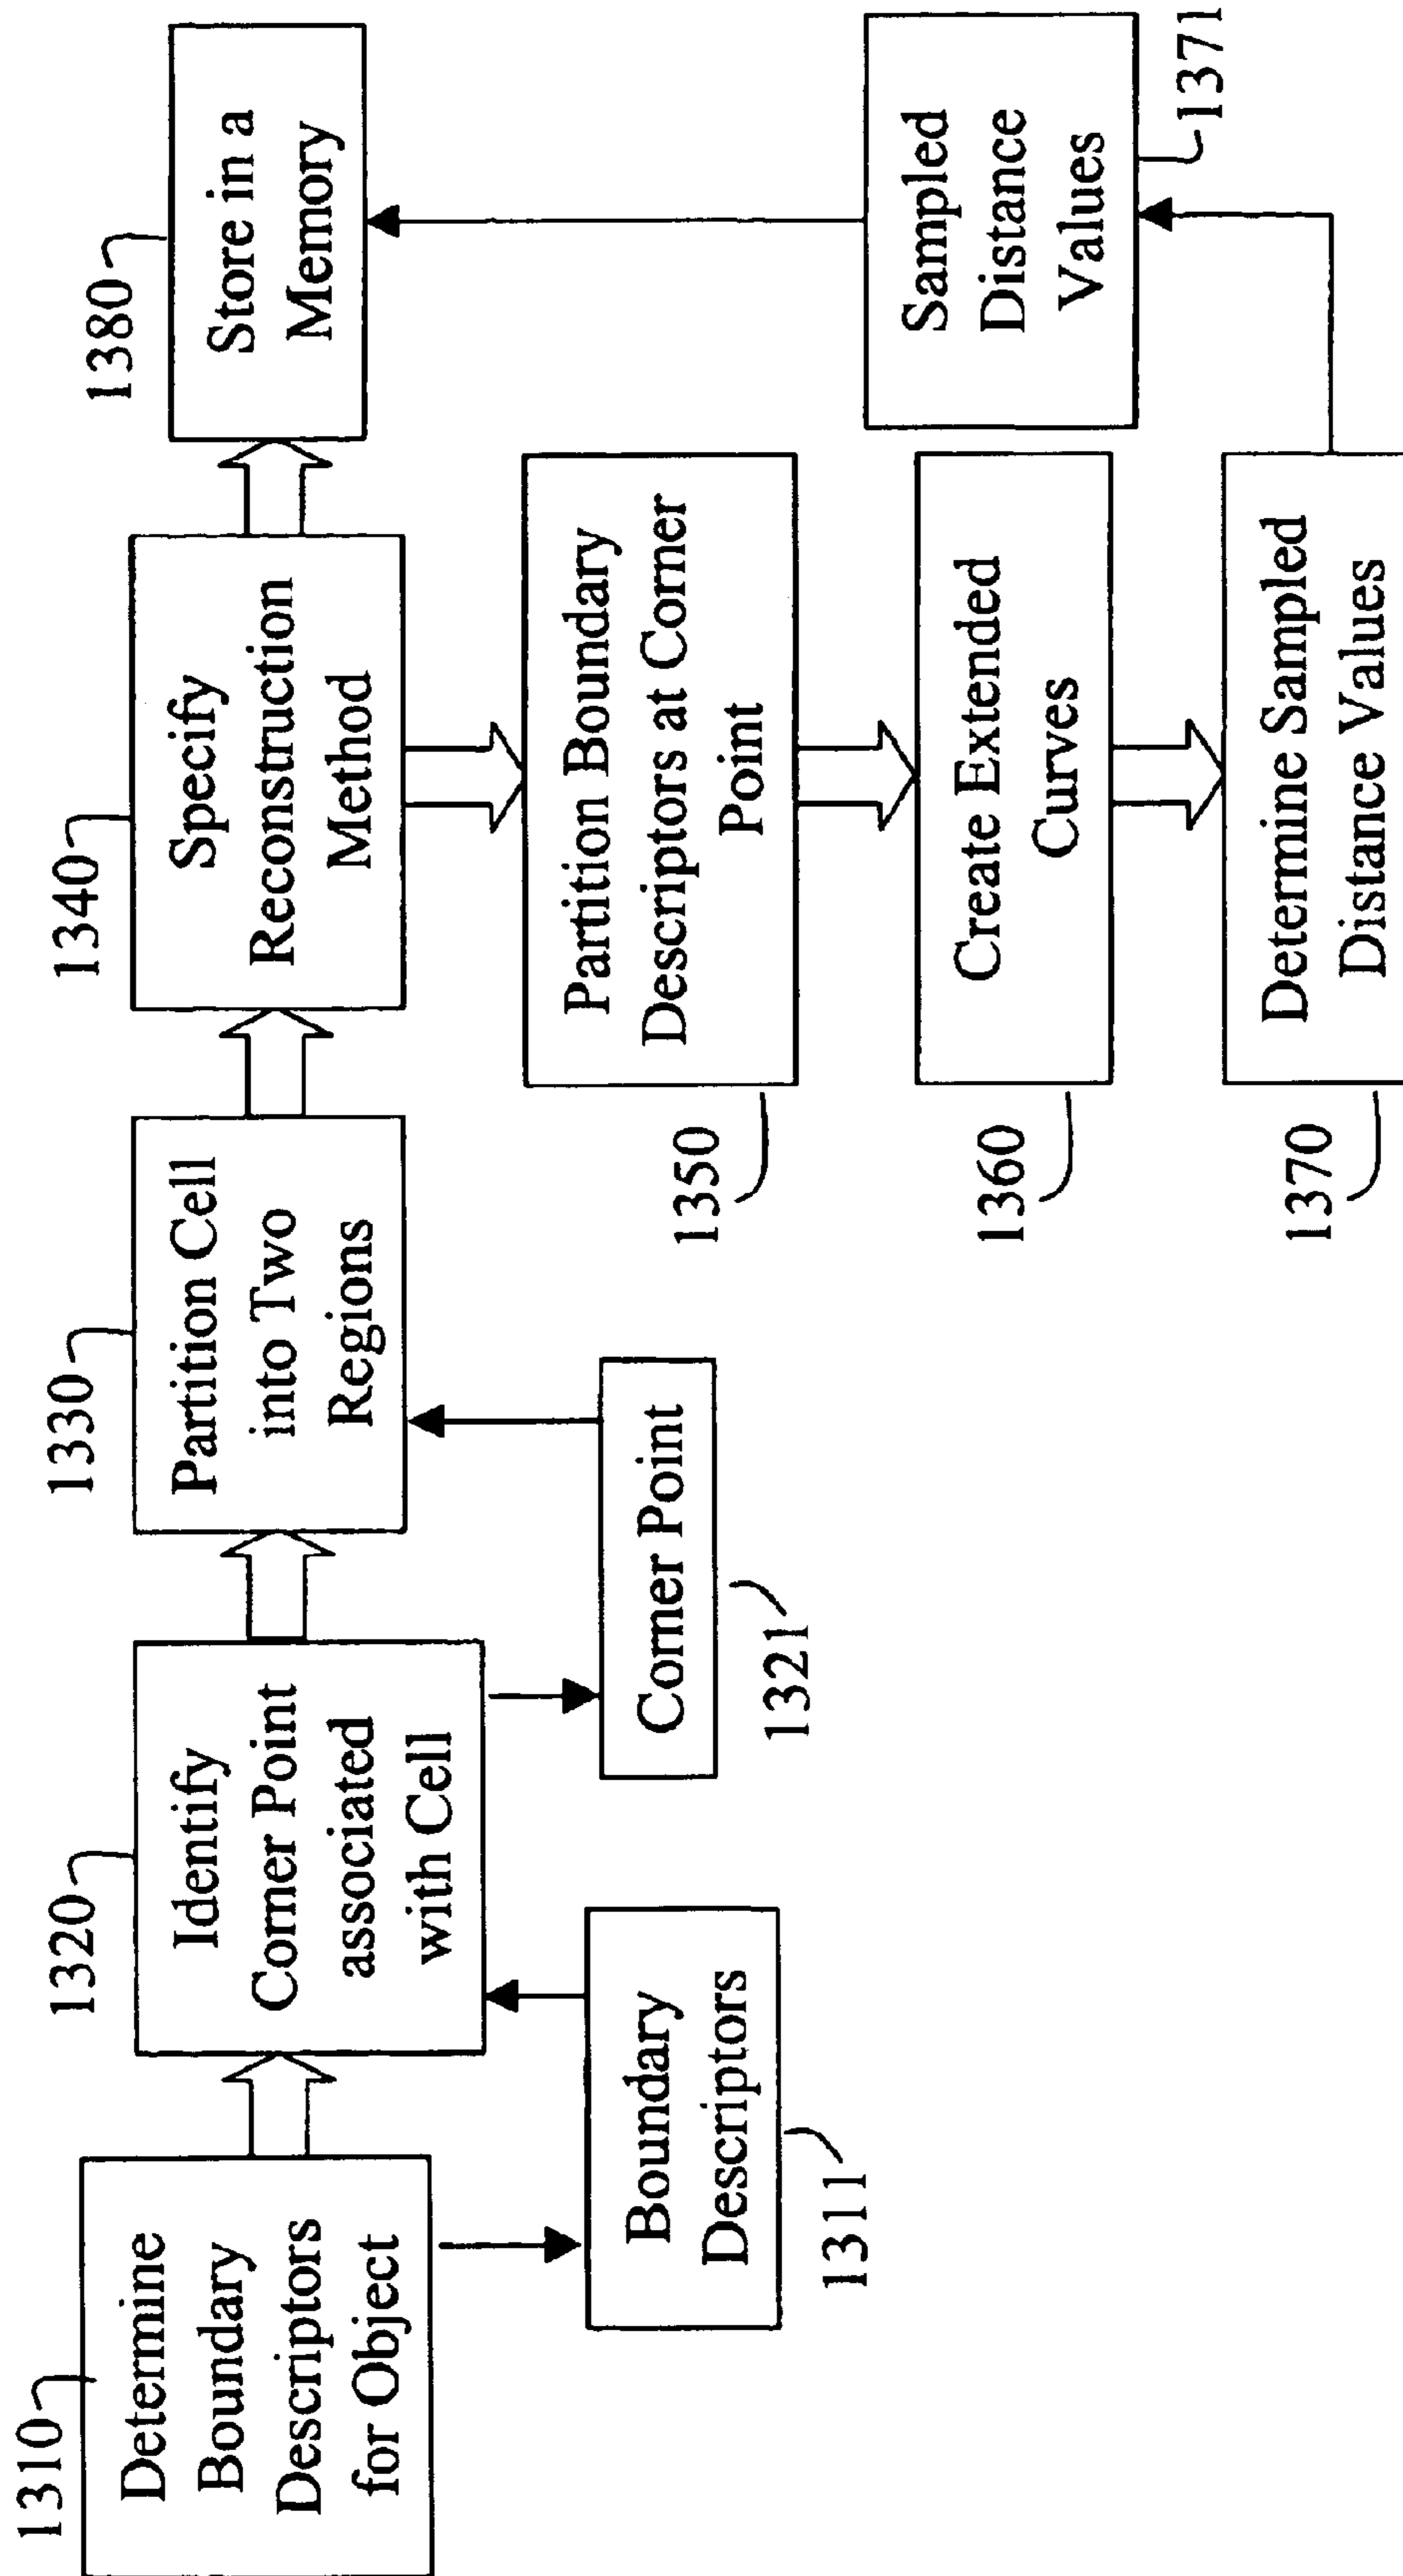 1310
Determine
Boundary
Descriptors
for Object
1311
Boundary
Descriptors
1320
Identify
Corner Point
associated
with Cell
1321
Corner Point
1330
Partition Cell
into Two
Regions
1340
Specify
Reconstruction
Method
1380
Store in a
Memory
1350
Partition Boundary
Descriptors at Corner
Point
1360
Create Extended
Curves
1370
Determine Sampled
Distance Values
Sampled
Distance
Values
1371